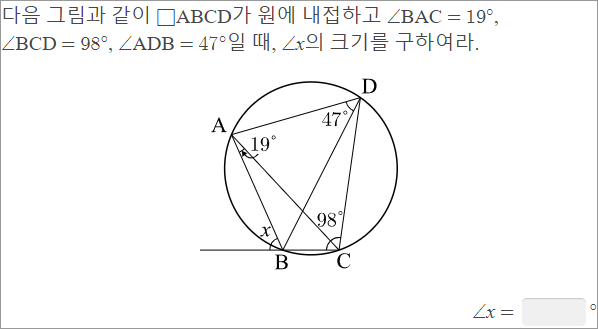 다음 그림과 같이 □ABCD가 원에 내접하고 ∠BAC = 19°,
∠BCD = 98°, ∠ADB = 47°일 때, ∠x의 크기를 구하여라.
D
47°
A
19°
98°
x
B
C
∠x = °